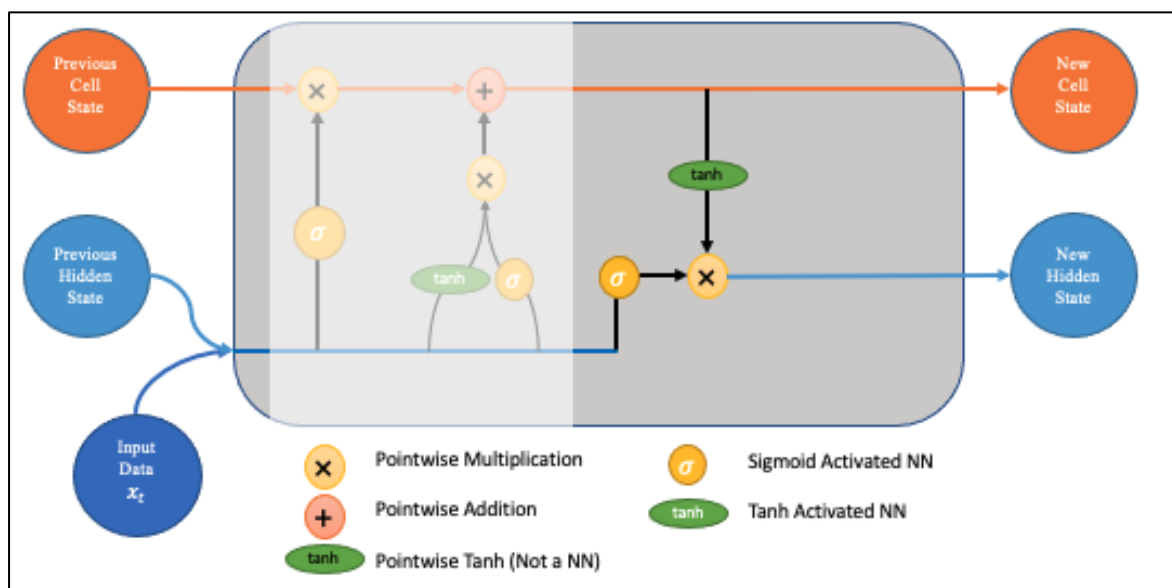 Previous
Cell
State
×
+
New
Cell
State
×
tanh
σ
Previous
Hidden
State
tanh
σ
σ
×
New
Hidden
State
Input
Data
xₜ
× Pointwise Multiplication
σ Sigmoid Activated NN
+ Pointwise Addition
tanh Tanh Activated NN
tanh Pointwise Tanh (Not a NN)